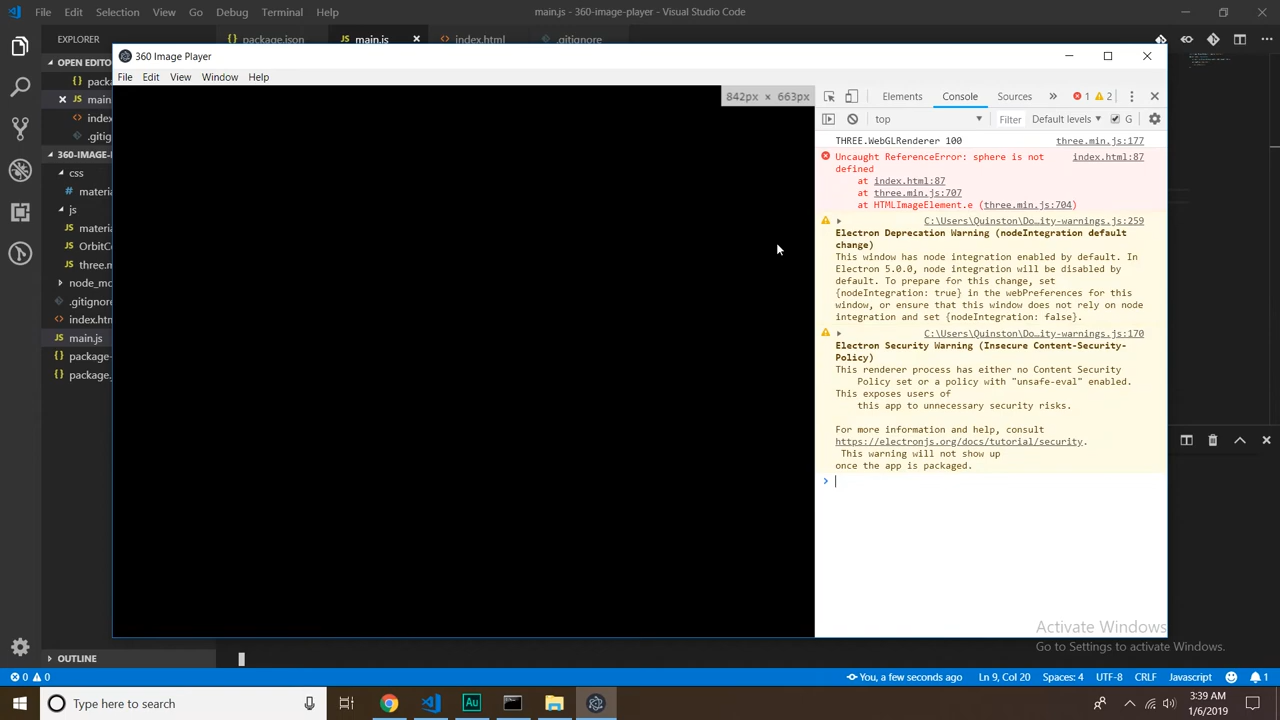 File Edit Selection View Go Debug Terminal Help
main.js - 360-image-player - Visual Studio Code
EXPLORER
package.json
main.js
index.html
.gitignore
OPEN EDITO
packa
main
index
.gitig
360-IMAGE-P
css
materia
js
materia
OrbitCo
three.m
node_mo
.gitignore
index.htm
main.js
package-
package.
OUTLINE
360 Image Player
File Edit View Window Help
842px × 663px
Elements Console Sources » 1 2
top Filter Default levels G
THREE.WebGLRenderer 100 three.min.js:177
Uncaught ReferenceError: sphere is not index.html:87
defined
at index.html:87
at three.min.js:707
at HTMLImageElement.e (three.min.js:704)
C:\Users\Quinston\Do…ity-warnings.js:259
Electron Deprecation Warning (nodeIntegration default
change)
This window has node integration enabled by default. In
Electron 5.0.0, node integration will be disabled by
default. To prepare for this change, set
{nodeIntegration: true} in the webPreferences for this
window, or ensure that this window does not rely on node
integration and set {nodeIntegration: false}.
C:\Users\Quinston\Do…ity-warnings.js:170
Electron Security Warning (Insecure Content-Security-
Policy)
This renderer process has either no Content Security
Policy set or a policy with "unsafe-eval" enabled.
This exposes users of
this app to unnecessary security risks.
For more information and help, consult
https://electronjs.org/docs/tutorial/security.
This warning will not show up
once the app is packaged.
Activate Windows
Go to Settings to activate Windows.
0 0
You, a few seconds ago Ln 9, Col 20 Spaces: 4 UTF-8 CRLF Javascript 1
Type here to search
Au
3:39 AM
1/6/2019